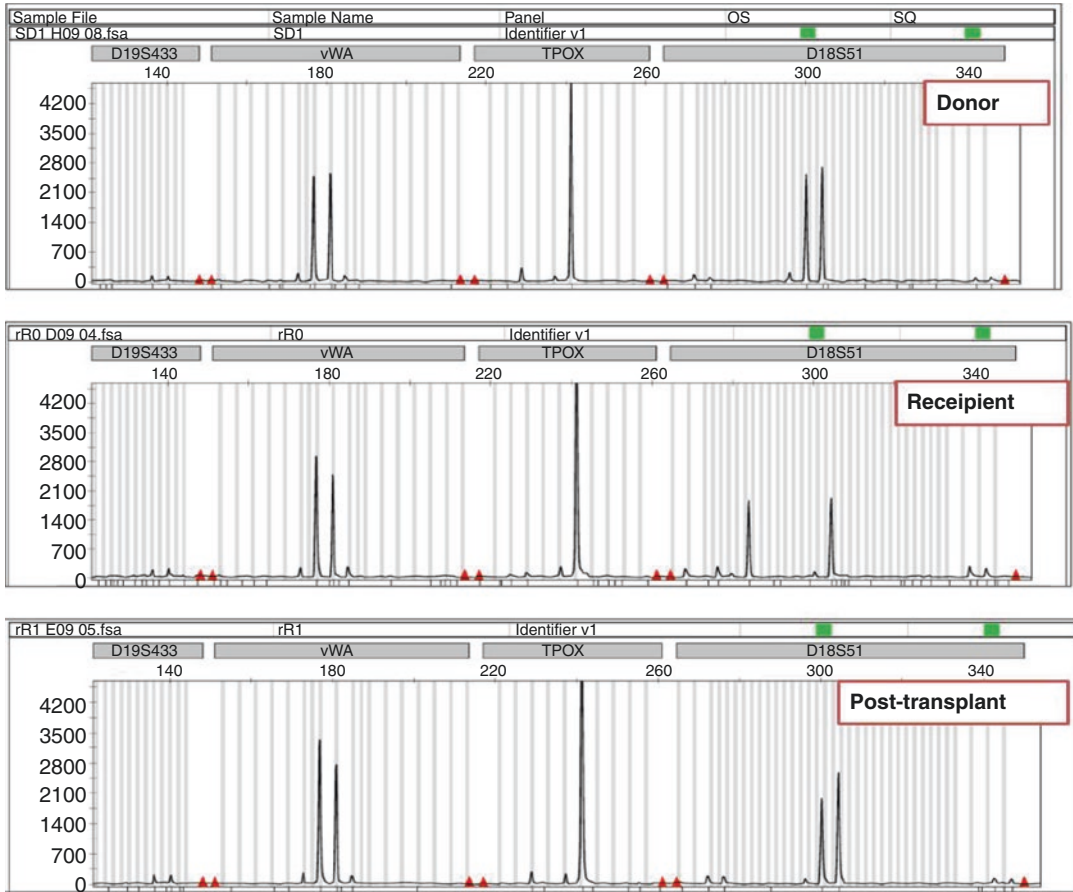 Sample File Sample Name Panel OS SQ
SD1 H09 08.fsa SD1 Identifier v1
D19S433 vWA TPOX D18S51
140 180 220 260 300 340
Donor
4200
3500
2800
2100
1400
700
0
rR0 D09 04.fsa rR0 Identifier v1
D19S433 vWA TPOX D18S51
140 180 220 260 300 340
Receipient
4200
3500
2800
2100
1400
700
0
rR1 E09 05.fsa rR1 Identifier v1
D19S433 vWA TPOX D18S51
140 180 220 260 300 340
Post-transplant
4200
3500
2800
2100
1400
700
0